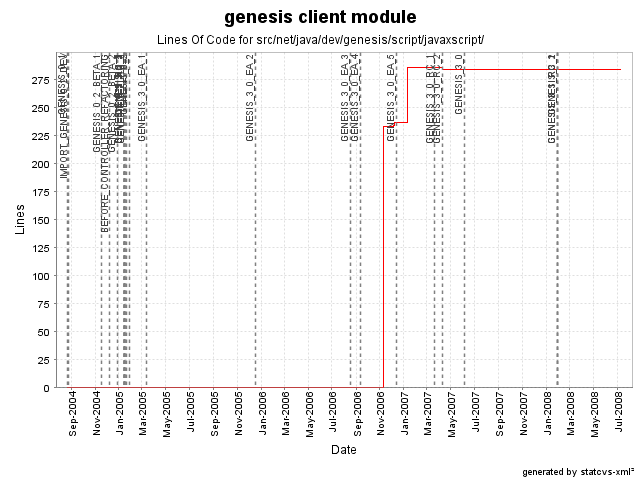 genesis client module
Lines Of Code for src/net/java/dev/genesis/script/javaxscript/
Lines
275
250
225
200
175
150
125
100
75
50
25
0
GENESIS_0_2_BETA_1
BEFORE_CONTROLLER_REFACTORING
GENESIS_3_0_EA_1
GENESIS_3_0_EA_2
GENESIS_3_0_EA_3
GENESIS_3_0_EA_4
GENESIS_3_0_EA_5
GENESIS_3_0_RC_1
GENESIS_3_0_RC_2
GENESIS_3_0
Sep-2004
Nov-2004
Jan-2005
Mar-2005
May-2005
Jul-2005
Sep-2005
Nov-2005
Jan-2006
Mar-2006
May-2006
Jul-2006
Sep-2006
Nov-2006
Jan-2007
Mar-2007
May-2007
Jul-2007
Sep-2007
Nov-2007
Jan-2008
Mar-2008
May-2008
Jul-2008
Date
generated by statcvs-xml²